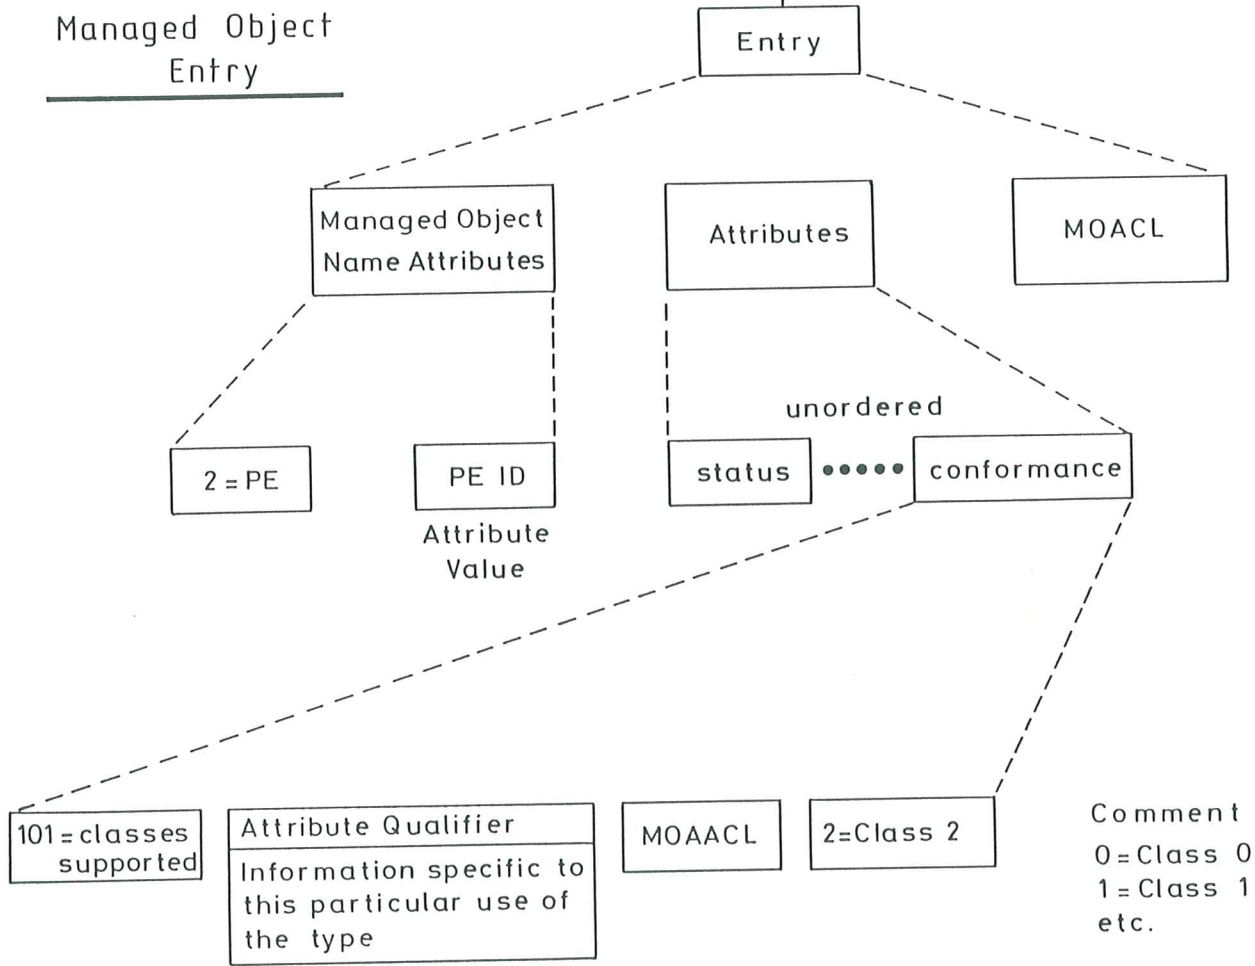 Managed Object
Entry
Entry
Managed Object
Name Attributes
Attributes
MOACL
unordered
2 = PE
PE ID
status
conformance
Attribute
Value
101 = classes
supported
Attribute Qualifier
Information specific to
this particular use of
the type
MOAACL
2=Class 2
Comment
0=Class 0
1=Class 1
etc.